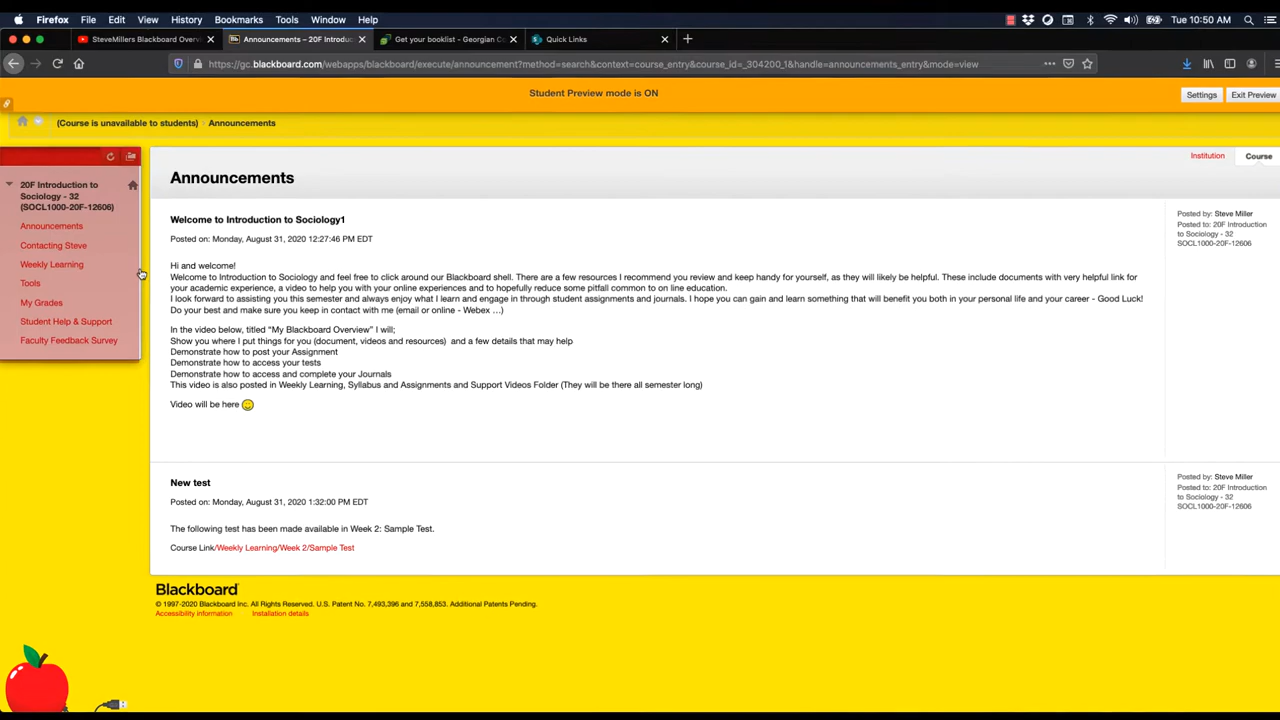 Firefox File Edit View History Bookmarks Tools Window Help Tue 10:50 AM
SteveMillers Blackboard Overv
Announcements – 20F Introduc
Get your booklist - Georgian C
Quick Links
https://gc.blackboard.com/webapps/blackboard/execute/announcement?method=search&context=course_entry&course_id=_304200_1&handle=announcements_entry&mode=view
Student Preview mode is ON
Settings Exit Preview
(Course is unavailable to students) Announcements
20F Introduction to
Sociology - 32
(SOCL1000-20F-12606)
Announcements
Contacting Steve
Weekly Learning
Tools
My Grades
Student Help & Support
Faculty Feedback Survey
Institution Course
Announcements
Welcome to Introduction to Sociology1
Posted on: Monday, August 31, 2020 12:27:46 PM EDT
Hi and welcome!
Welcome to Introduction to Sociology and feel free to click around our Blackboard shell. There are a few resources I recommend you review and keep handy for yourself, as they will likely be helpful. These include documents with very helpful link for
your academic experience, a video to help you with your online experiences and to hopefully reduce some pitfall common to on line education.
I look forward to assisting you this semester and always enjoy what I learn and engage in through student assignments and journals. I hope you can gain and learn something that will benefit you both in your personal life and your career - Good Luck!
Do your best and make sure you keep in contact with me (email or online - Webex ...)
In the video below, titled "My Blackboard Overview" I will;
Show you where I put things for you (document, videos and resources) and a few details that may help
Demonstrate how to post your Assignment
Demonstrate how to access your tests
Demonstrate how to access and complete your Journals
This video is also posted in Weekly Learning, Syllabus and Assignments and Support Videos Folder (They will be there all semester long)
Video will be here
Posted by: Steve Miller
Posted to: 20F Introduction
to Sociology - 32
SOCL1000-20F-12606
New test
Posted on: Monday, August 31, 2020 1:32:00 PM EDT
The following test has been made available in Week 2: Sample Test.
Course Link/Weekly Learning/Week 2/Sample Test
Posted by: Steve Miller
Posted to: 20F Introduction
to Sociology - 32
SOCL1000-20F-12606
Blackboard
© 1997-2020 Blackboard Inc. All Rights Reserved. U.S. Patent No. 7,493,396 and 7,558,853. Additional Patents Pending.
Accessibility information Installation details